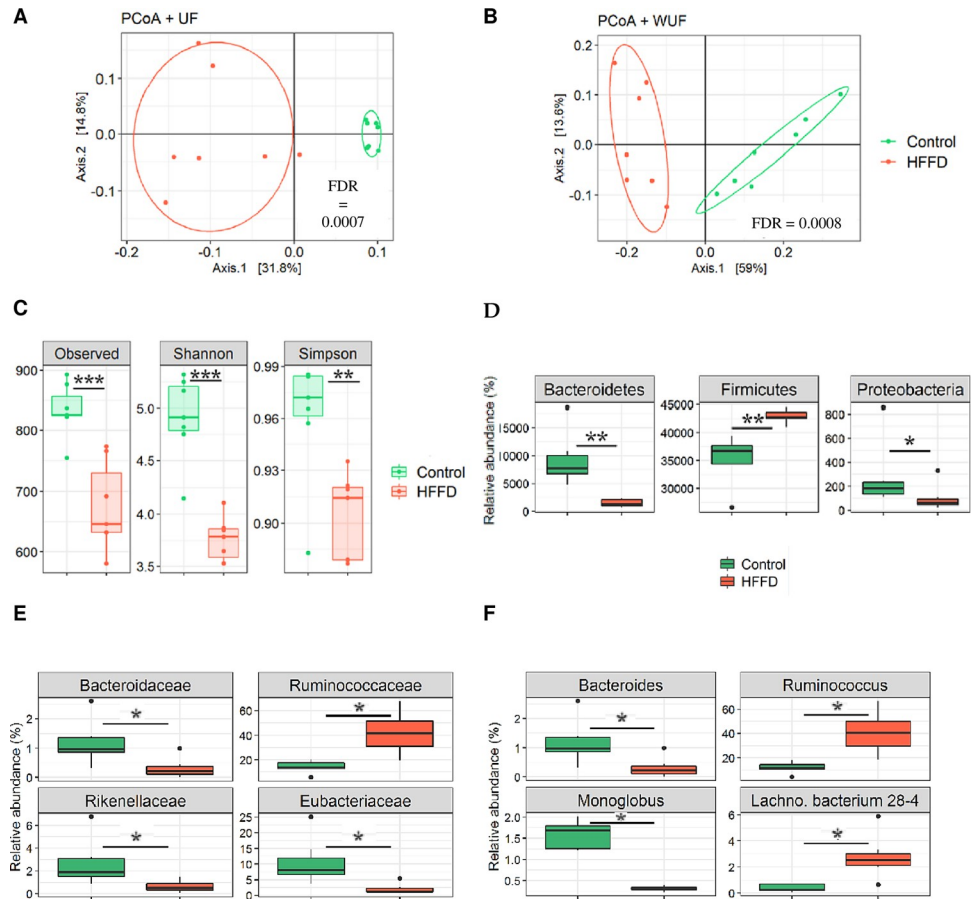 A
PCoA + UF
Axis.2 [14.8%]
0.1
0.0
-0.1
-0.2
-0.1
0.0
0.1
Axis.1 [31.8%]
FDR
=
0.0007
B
PCoA + WUF
Axis.2 [13.6%]
0.2
0.1
0.0
-0.1
-0.2
0.0
0.2
Axis.1 [59%]
FDR = 0.0008
Control
HFFD
C
Observed
Shannon
Simpson
900
800
700
600
***
5.0
4.5
4.0
3.5
***
0.99
0.96
0.93
0.90
**
Control
HFFD
D
Relative abundance (%)
Bacteroidetes
Firmicutes
Proteobacteria
15000
10000
5000
0
**
45000
40000
35000
30000
**
800
600
400
200
0
*
Control
HFFD
E
Relative abundance (%)
Bacteroidaceae
2
1
0
*
Ruminococcaceae
60
40
20
*
Rikenellaceae
6
4
2
0
*
Eubacteriaceae
25
20
15
10
5
0
*
F
Relative abundance (%)
Bacteroides
2
1
0
*
Ruminococcus
60
40
20
*
Monoglobus
2.0
1.5
1.0
0.5
*
Lachno. bacterium 28-4
6
4
2
0
*